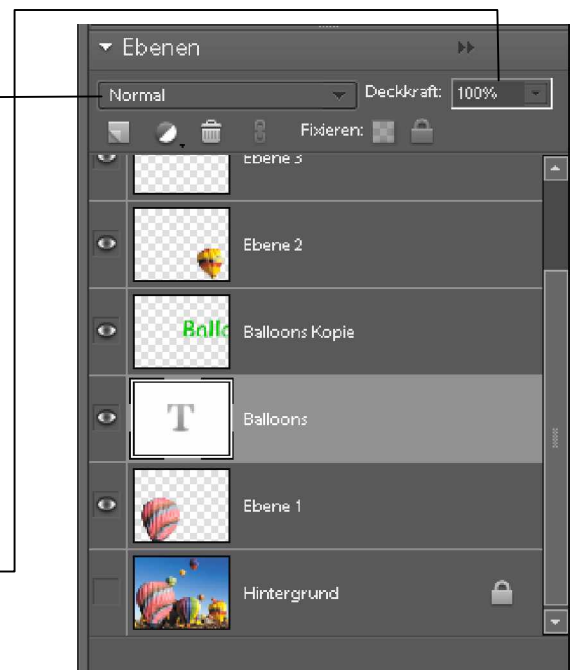 Ebenen
Normal Deckkraft: 100%
Fixieren:
Ebene 3
Ebene 2
Ballo Balloons Kopie
T Balloons
Ebene 1
Hintergrund